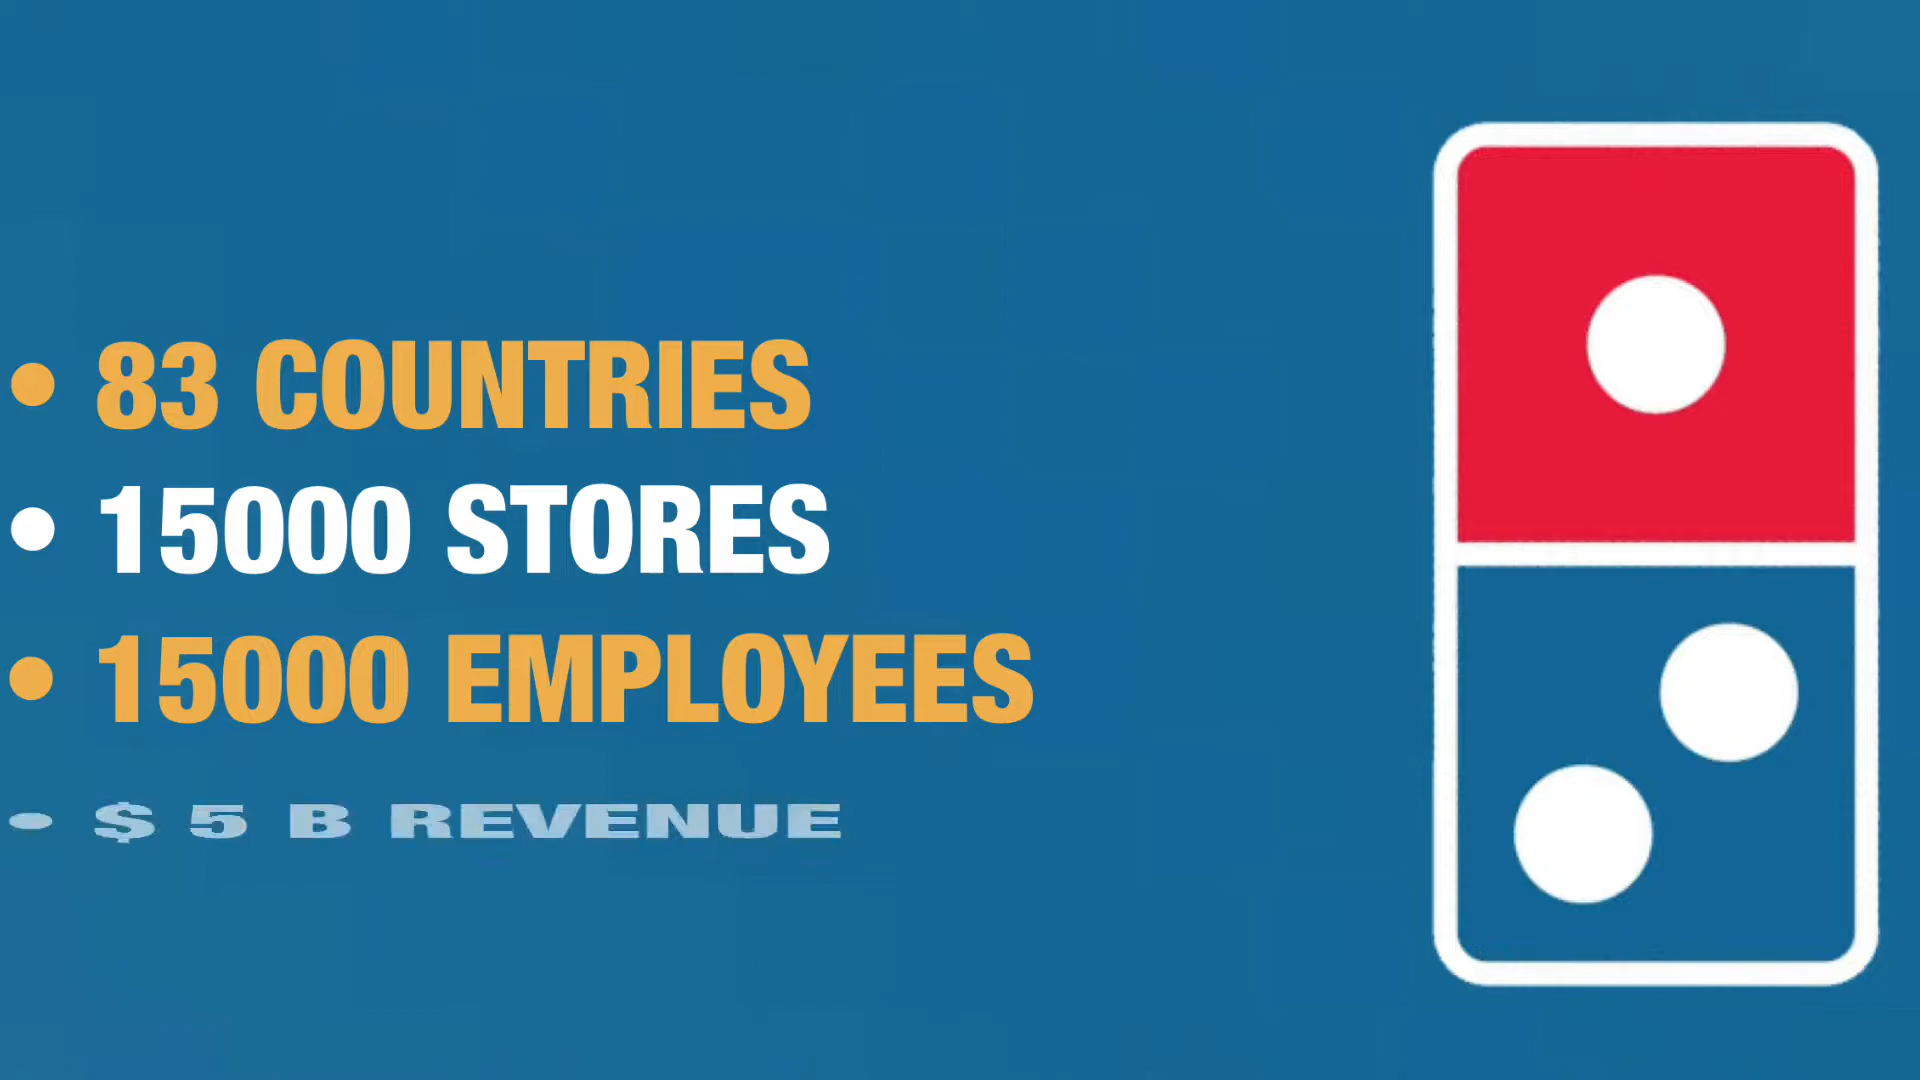 • 83 COUNTRIES
• 15000 STORES
• 15000 EMPLOYEES
• $ 5 B REVENUE